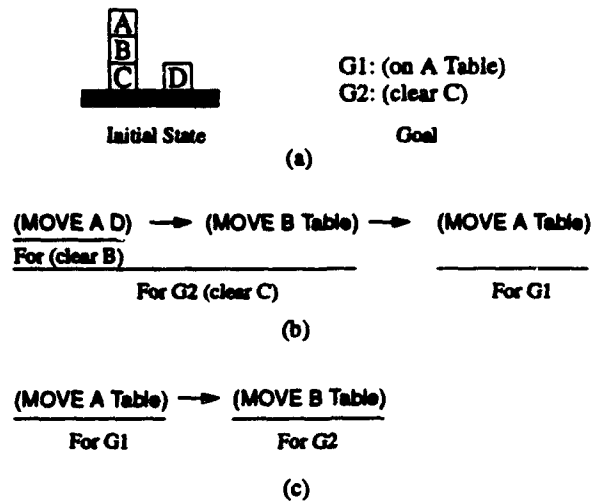 A
B
C D
G1: (on A Table)
G2: (clear C)
Initial State Goal
(a)
(MOVE A D) → (MOVE B Table) → (MOVE A Table)
For (clear B)
For G2 (clear C) For G1
(b)
(MOVE A Table) → (MOVE B Table)
For G1 For G2
(c)